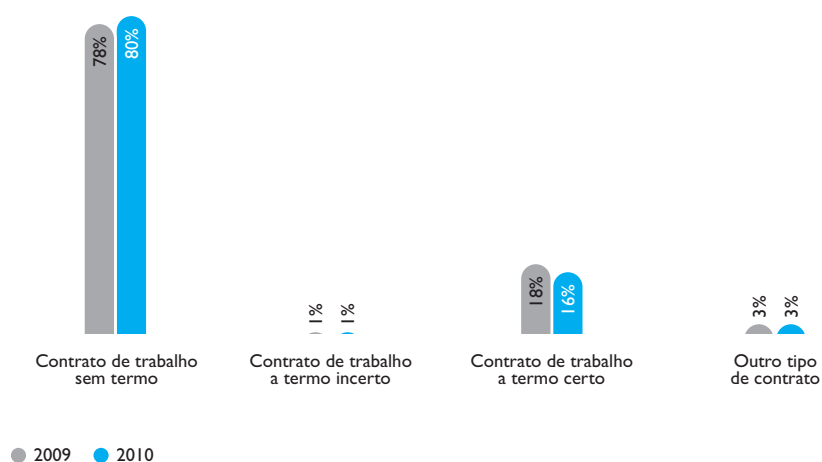 78%
80%
1%
1%
18%
16%
3%
3%
Contrato de trabalho
sem termo
Contrato de trabalho
a termo incerto
Contrato de trabalho
a termo certo
Outro tipo
de contrato
2009
2010